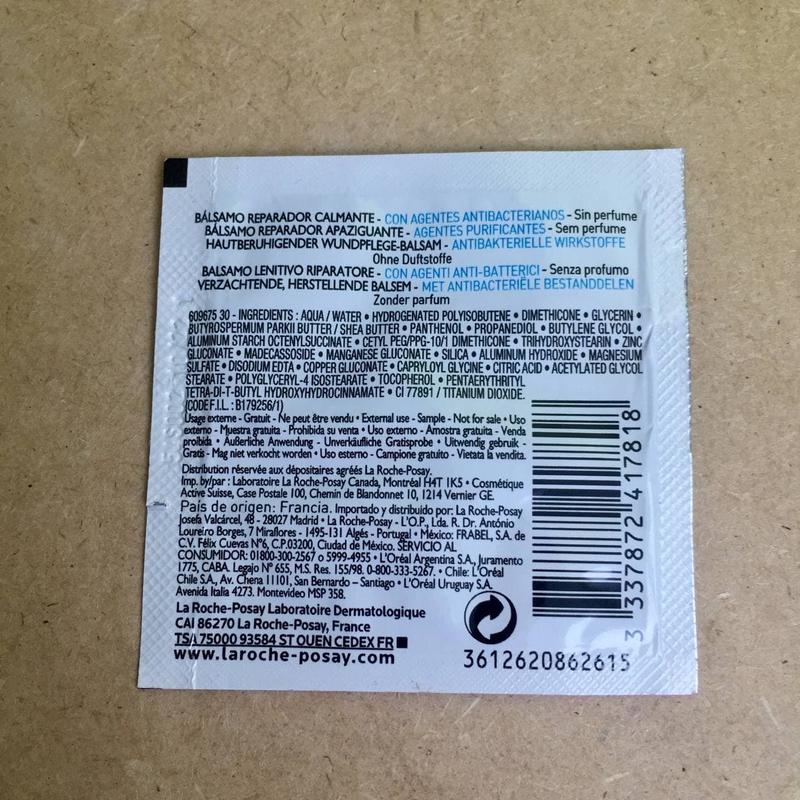 BÁLSAMO REPARADOR CALMANTE - CON AGENTES ANTIBACTERIANOS - Sin perfume
BÁLSAMO REPARADOR APAZIGUANTE - AGENTES PURIFICANTES - Sem perfume
HAUTBERUHIGENDER WUNDPFLEGE-BALSAM - ANTIBAKTERIELLE WIRKSTOFFE
Ohne Duftstoffe
BALSAMO LENITIVO RIPARATORE - CON AGENTI ANTI-BATTERICI - Senza profumo
VERZACHTENDE, HERSTELLENDE BALSEM - MET ANTIBACTERIËLE BESTANDDELEN
Zonder parfum
609675 30 - INGREDIENTS : AQUA / WATER • HYDROGENATED POLYISOBUTENE • DIMETHICONE • GLYCERIN •
BUTYROSPERMUM PARKII BUTTER / SHEA BUTTER • PANTHENOL • PROPANEDIOL • BUTYLENE GLYCOL •
ALUMINUM STARCH OCTENYLSUCCINATE • CETYL PEG/PPG-10/1 DIMETHICONE • TRIHYDROXYSTEARIN • ZINC
GLUCONATE • MADECASSOSIDE • MANGANESE GLUCONATE • SILICA • ALUMINUM HYDROXIDE • MAGNESIUM
SULFATE • DISODIUM EDTA • COPPER GLUCONATE • CAPRYLOYL GLYCINE • CITRIC ACID • ACETYLATED GLYCOL
STEARATE • POLYGLYCERYL-4 ISOSTEARATE • TOCOPHEROL • PENTAERYTHRITYL
TETRA-DI-T-BUTYL HYDROXYHYDROCINNAMATE • CI 77891 / TITANIUM DIOXIDE.
(CODE F.I.L. : B179256/1)
Usage externe - Gratuit - Ne peut être vendu • External use - Sample - Not for sale • Uso
externo - Muestra gratuita - Prohibida su venta • Uso externo - Amostra gratuita - Venda
proibida • Äußerliche Anwendung - Unverkäufliche Gratisprobe • Uitwendig gebruik -
Gratis - Mag niet verkocht worden • Uso esterno - Campione gratuito - Vietata la vendita.
Distribution réservée aux dépositaires agréés La Roche-Posay.
Imp. by/par : Laboratoire La Roche-Posay Canada, Montréal H4T 1K5 • Cosmétique
Active Suisse, Case Postale 100, Chemin de Blandonnet 10, 1214 Vernier GE.
País de origen: Francia. Importado y distribuido por: La Roche-Posay
Josefa Valcárcel, 48 - 28027 Madrid • La Roche-Posay - L'O.P., Lda. R. Dr. António
Loureiro Borges, 7 Miraflores - 1495-131 Algés - Portugal • México: FRABEL, S.A. de
C.V. Félix Cuevas N°6, C.P.03200, Ciudad de México. SERVICIO AL
CONSUMIDOR: 01800-300-2567 o 5999-4955 • L'Oréal Argentina S.A., Juramento
1775, CABA. Legajo N° 655, M.S. Res. 155/98. 0-800-333-5267. • Chile: L'Oréal
Chile S.A., Av. Chena 11101, San Bernardo – Santiago • L'Oréal Uruguay S.A.
Avenida Italia 4273. Montevideo MSP 358.
La Roche-Posay Laboratoire Dermatologique
CAI 86270 La Roche-Posay, France
TSA 75000 93584 ST OUEN CEDEX FR
www.laroche-posay.com
3612620862615
3 337872 417818